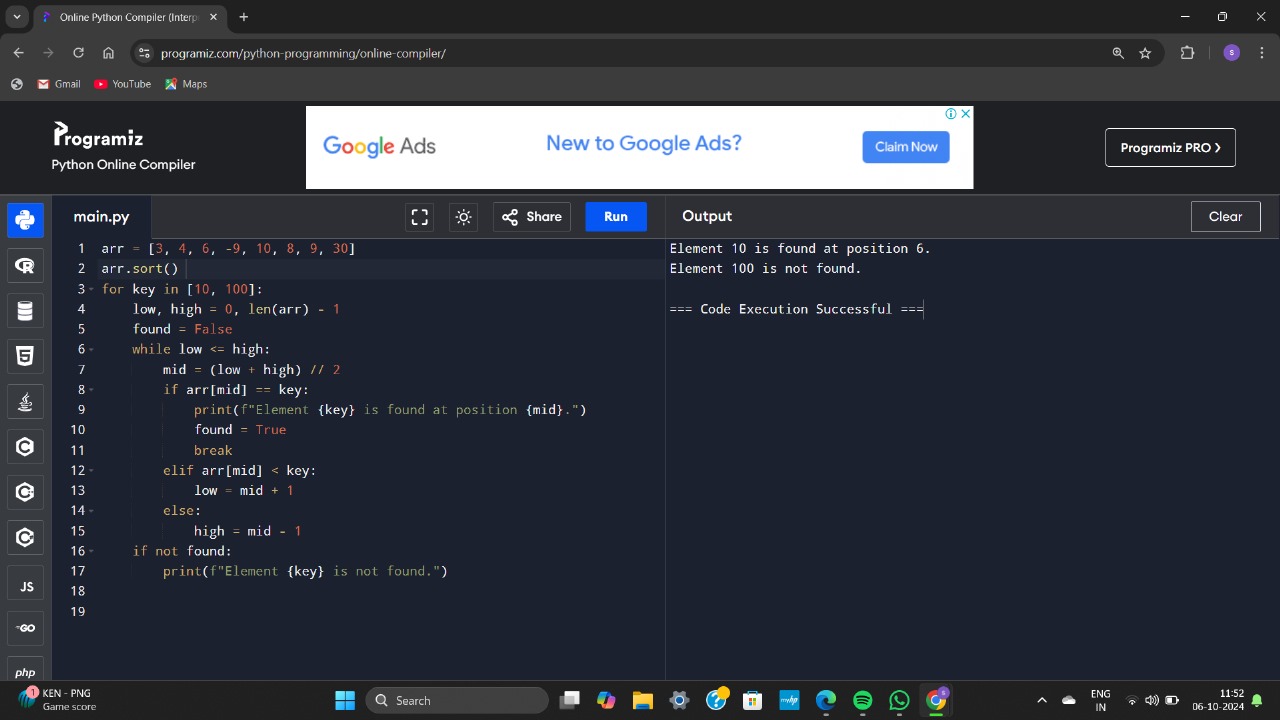 Online Python Compiler (Interp
programiz.com/python-programming/online-compiler/
S
Gmail
YouTube
Maps
Programiz
Python Online Compiler
Google Ads
New to Google Ads?
Claim Now
Programiz PRO >
main.py
Share
Run
Output
Clear
1 arr = [3, 4, 6, -9, 10, 8, 9, 30]
2 arr.sort()
3 for key in [10, 100]:
4 low, high = 0, len(arr) - 1
5 found = False
6 while low <= high:
7 mid = (low + high) // 2
8 if arr[mid] == key:
9 print(f"Element {key} is found at position {mid}.")
10 found = True
11 break
12 elif arr[mid] < key:
13 low = mid + 1
14 else:
15 high = mid - 1
16 if not found:
17 print(f"Element {key} is not found.")
18
19
Element 10 is found at position 6.
Element 100 is not found.
=== Code Execution Successful ===
JS
GO
php
1
KEN - PNG
Game score
Search
ENG
IN
11:52
06-10-2024